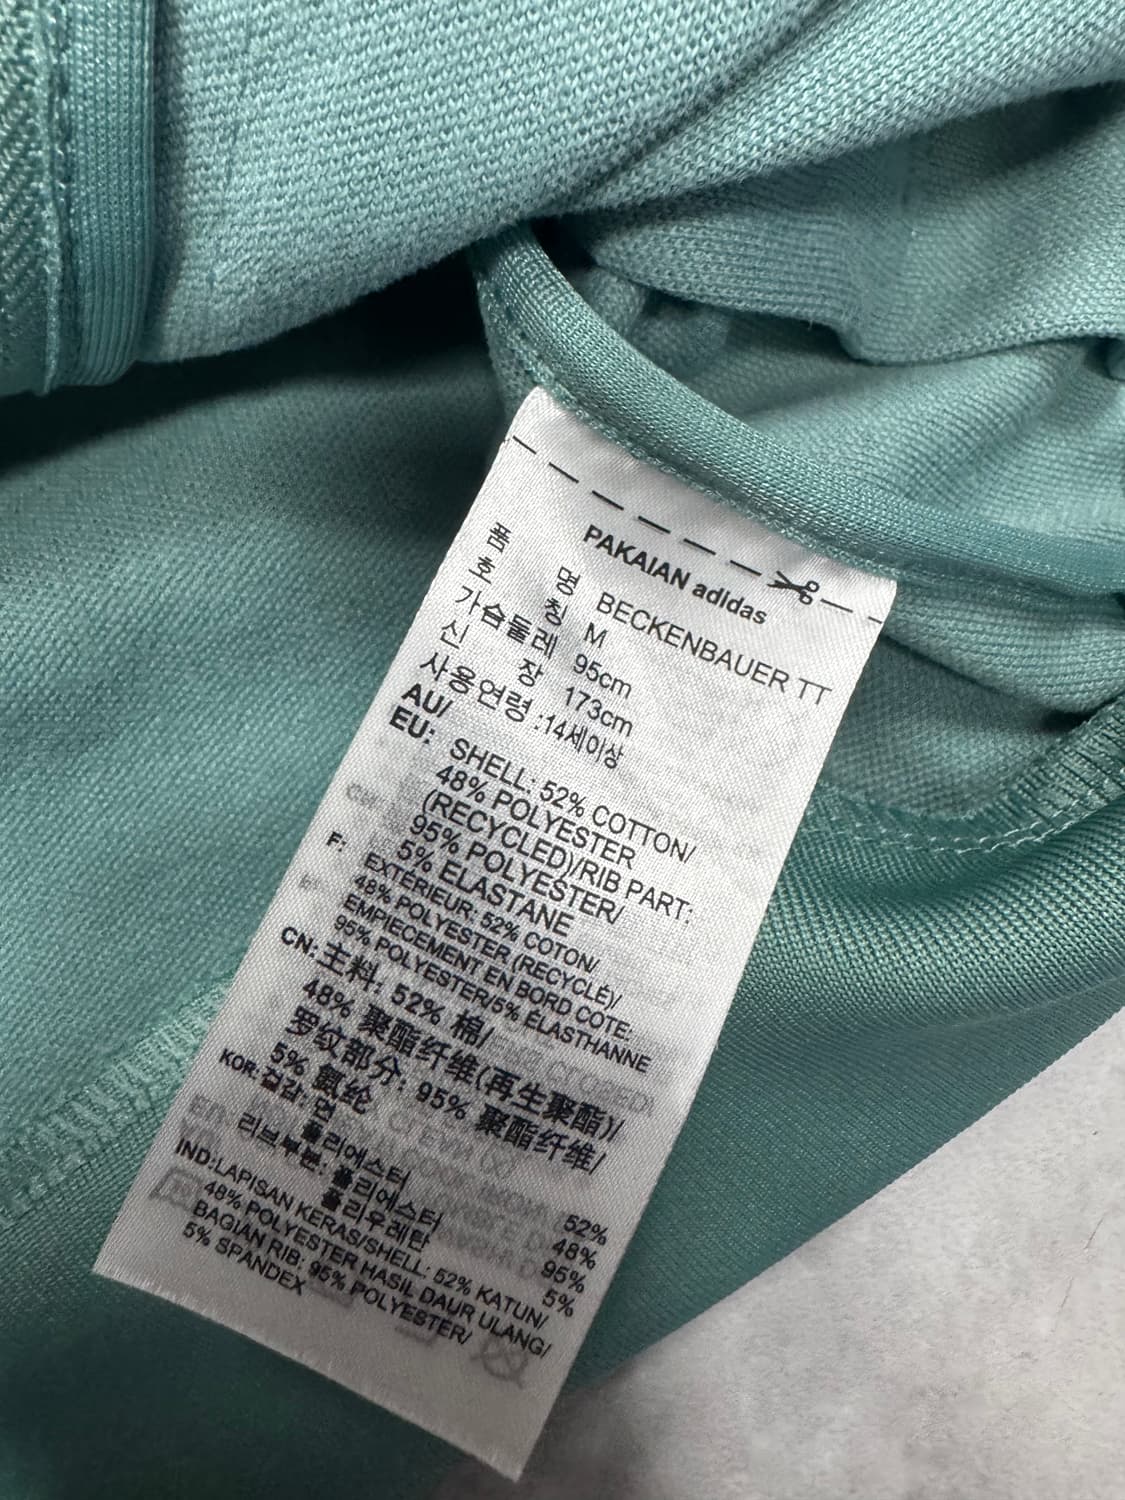 PAKAIAN adidas
품 명 BECKENBAUER TT
호 칭 M
가슴둘레 95cm
신 장 173cm
사용연령 :14세이상
AU/
EU: SHELL: 52% COTTON/
48% POLYESTER
(RECYCLED)/RIB PART:
95% POLYESTER/
5% ELASTANE
F: EXTÉRIEUR: 52% COTON/
48% POLYESTER (RECYCLÉ)/
EMPIECEMENT EN BORD COTE:
95% POLYESTER/5% ÉLASTHANNE
CN: 主料: 52% 棉/
48% 聚酯纤维(再生聚酯)/
罗纹部分: 95% 聚酯纤维/
5% 氨纶
KOR: 겉감: 면 52%
폴리에스터 48%
리브부분: 폴리에스터 95%
폴리우레탄 5%
IND:LAPISAN KERAS/SHELL: 52% KATUN/
48% POLYESTER HASIL DAUR ULANG/
BAGIAN RIB: 95% POLYESTER/
5% SPANDEX